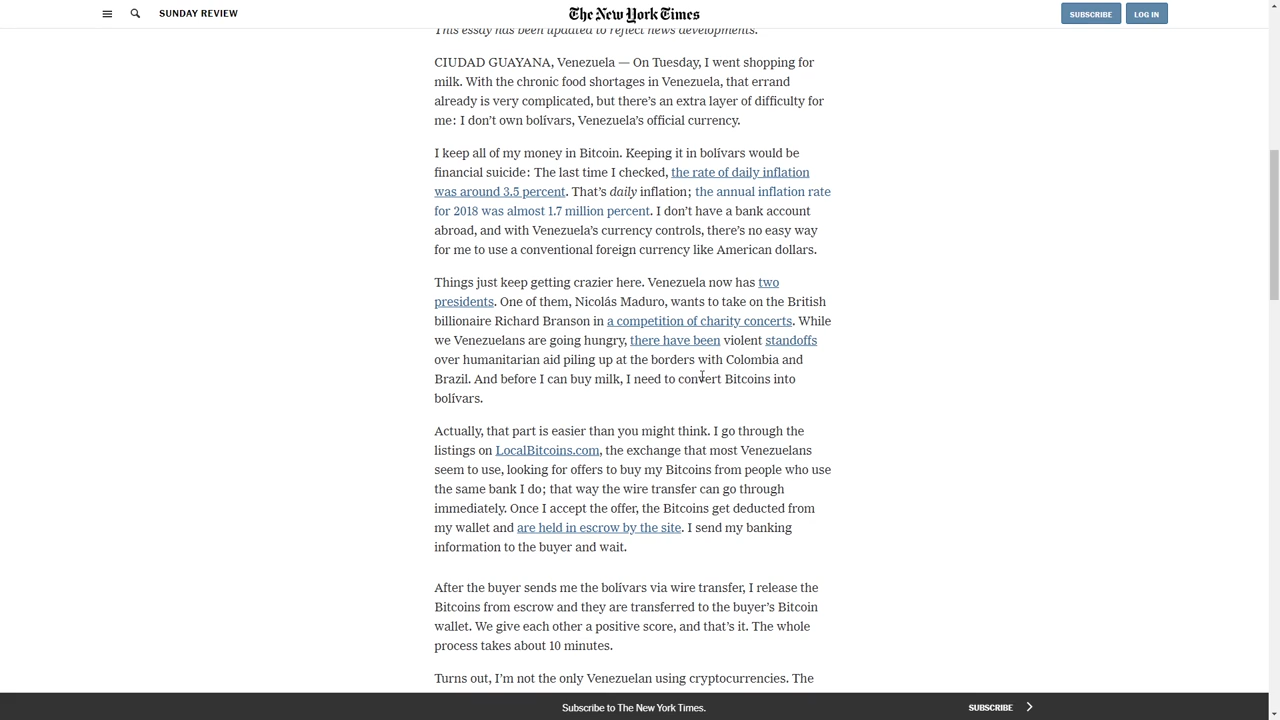 SUNDAY REVIEW
The New York Times
SUBSCRIBE
LOG IN
This essay has been updated to reflect news developments.
CIUDAD GUAYANA, Venezuela — On Tuesday, I went shopping for
milk. With the chronic food shortages in Venezuela, that errand
already is very complicated, but there’s an extra layer of difficulty for
me: I don’t own bolívars, Venezuela’s official currency.
I keep all of my money in Bitcoin. Keeping it in bolívars would be
financial suicide: The last time I checked, the rate of daily inflation
was around 3.5 percent. That’s daily inflation; the annual inflation rate
for 2018 was almost 1.7 million percent. I don’t have a bank account
abroad, and with Venezuela’s currency controls, there’s no easy way
for me to use a conventional foreign currency like American dollars.
Things just keep getting crazier here. Venezuela now has two
presidents. One of them, Nicolás Maduro, wants to take on the British
billionaire Richard Branson in a competition of charity concerts. While
we Venezuelans are going hungry, there have been violent standoffs
over humanitarian aid piling up at the borders with Colombia and
Brazil. And before I can buy milk, I need to convert Bitcoins into
bolívars.
Actually, that part is easier than you might think. I go through the
listings on LocalBitcoins.com, the exchange that most Venezuelans
seem to use, looking for offers to buy my Bitcoins from people who use
the same bank I do; that way the wire transfer can go through
immediately. Once I accept the offer, the Bitcoins get deducted from
my wallet and are held in escrow by the site. I send my banking
information to the buyer and wait.
After the buyer sends me the bolívars via wire transfer, I release the
Bitcoins from escrow and they are transferred to the buyer’s Bitcoin
wallet. We give each other a positive score, and that’s it. The whole
process takes about 10 minutes.
Turns out, I’m not the only Venezuelan using cryptocurrencies. The
Subscribe to The New York Times.
SUBSCRIBE